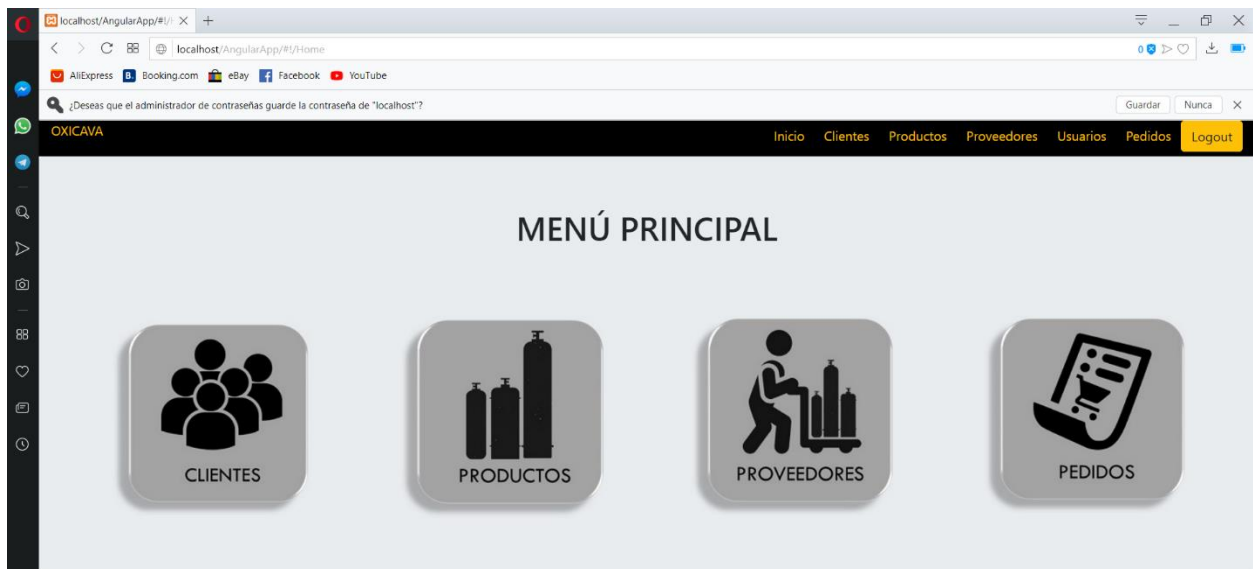 localhost/AngularApp/#!/H
localhost/AngularApp/#!/Home
0
AliExpress B. Booking.com eBay Facebook YouTube
¿Deseas que el administrador de contraseñas guarde la contraseña de "localhost"? Guardar Nunca
OXICAVA Inicio Clientes Productos Proveedores Usuarios Pedidos Logout
MENÚ PRINCIPAL
CLIENTES PRODUCTOS PROVEEDORES PEDIDOS